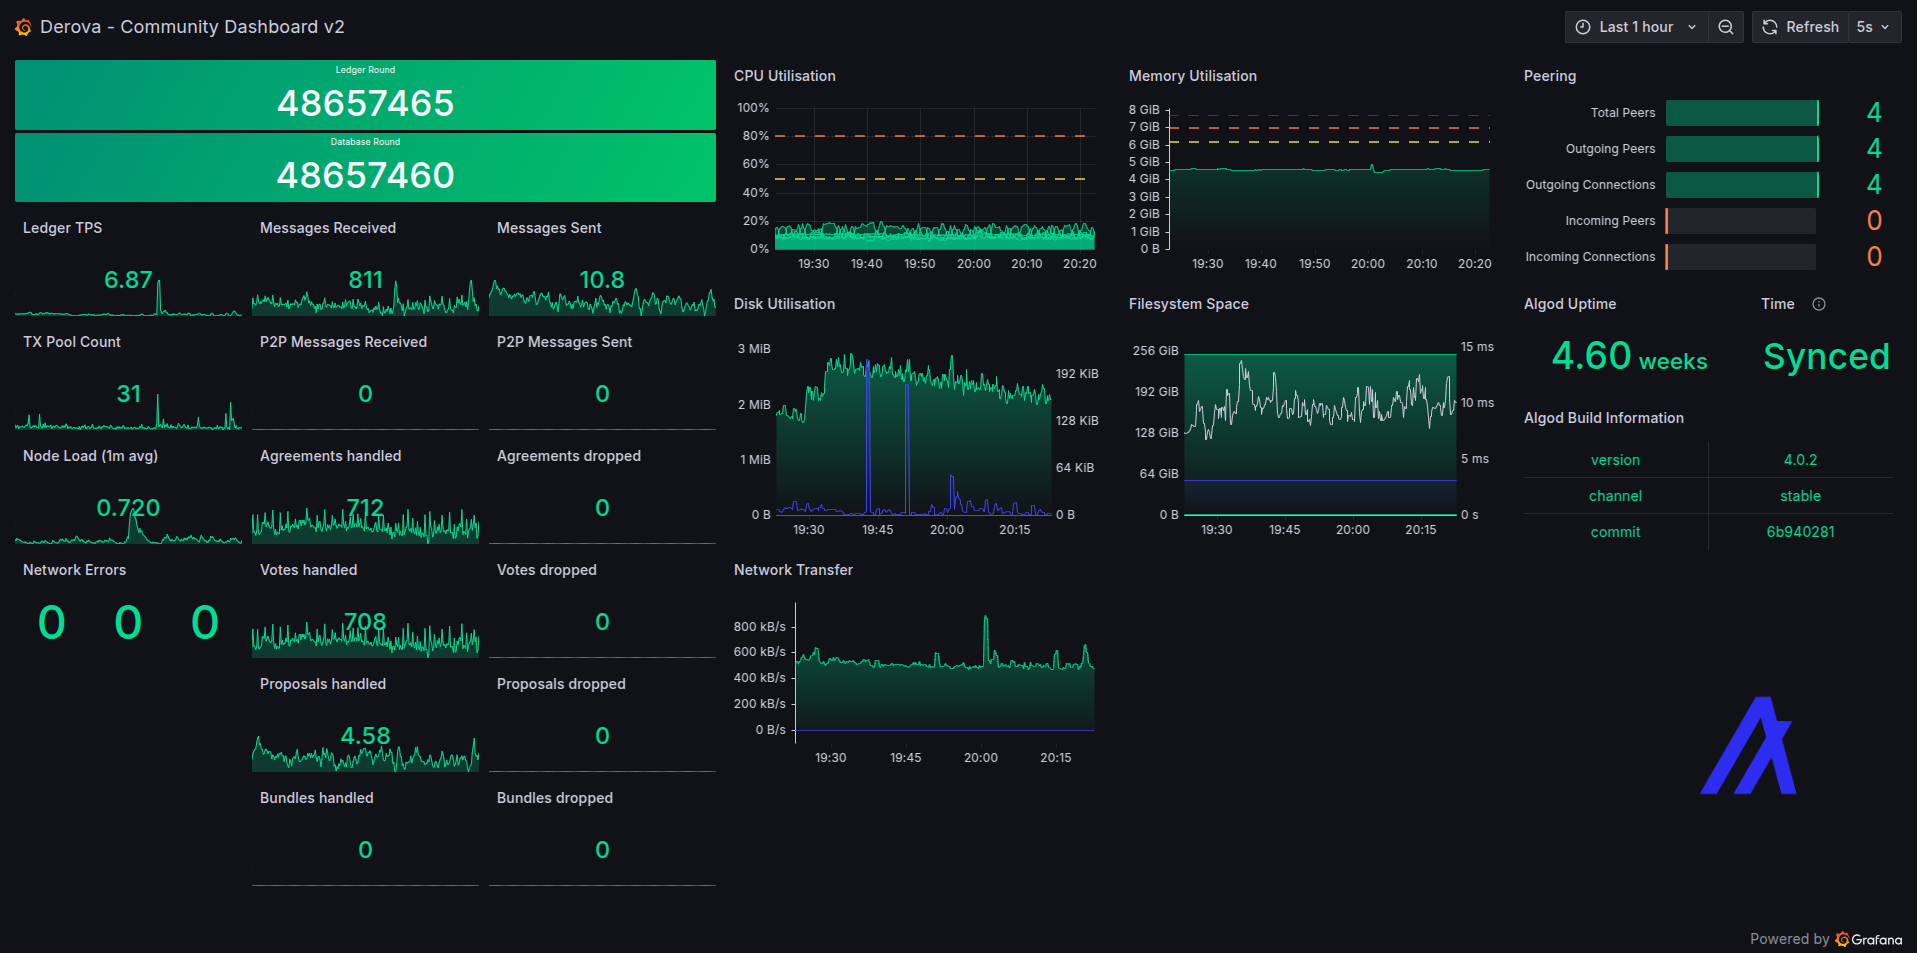 Derova - Community Dashboard v2
Last 1 hour
Refresh
5s
Ledger Round
48657465
Database Round
48657460
Ledger TPS
6.87
Messages Received
811
Messages Sent
10.8
TX Pool Count
31
P2P Messages Received
0
P2P Messages Sent
0
Node Load (1m avg)
0.720
Agreements handled
712
Agreements dropped
0
Network Errors
0 0 0
Votes handled
708
Votes dropped
0
Proposals handled
4.58
Proposals dropped
0
Bundles handled
0
Bundles dropped
0
CPU Utilisation
100%
80%
60%
40%
20%
0%
19:30 19:40 19:50 20:00 20:10 20:20
Memory Utilisation
8 GiB
7 GiB
6 GiB
5 GiB
4 GiB
3 GiB
2 GiB
1 GiB
0 B
19:30 19:40 19:50 20:00 20:10 20:20
Disk Utilisation
3 MiB
2 MiB
1 MiB
0 B
192 KiB
128 KiB
64 KiB
0 B
19:30 19:45 20:00 20:15
Filesystem Space
256 GiB
192 GiB
128 GiB
64 GiB
0 B
15 ms
10 ms
5 ms
0 s
19:30 19:45 20:00 20:15
Network Transfer
800 kB/s
600 kB/s
400 kB/s
200 kB/s
0 B/s
19:30 19:45 20:00 20:15
Peering
Total Peers 4
Outgoing Peers 4
Outgoing Connections 4
Incoming Peers 0
Incoming Connections 0
Algod Uptime
4.60 weeks
Time
Synced
Algod Build Information
version 4.0.2
channel stable
commit 6b940281
Powered by Grafana